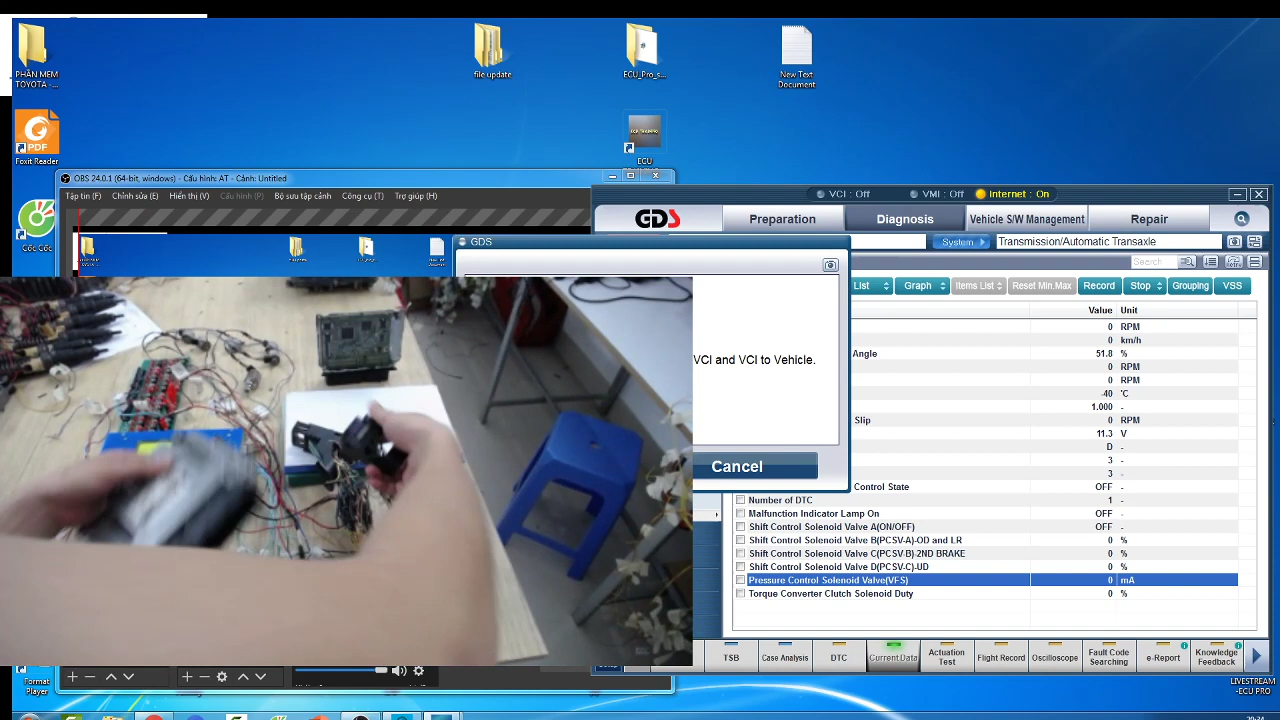 PHẦN MEM
TOYOTA -...
file update
ECU_Pro_s...
New Text
Document
PDF
Foxit Reader
ECU
OBS 24.0.1 (64-bit, windows) - Cấu hình: AT - Cảnh: Untitled
Tập tin (F) Chỉnh sửa (E) Hiển thị (V) Cấu hình (P) Bộ sưu tập cảnh Công cụ (T) Trợ giúp (H)
Cốc Cốc
VCI : Off VMI : Off Internet : On
GDS Preparation Diagnosis Vehicle S/W Management Repair
GDS
System Transmission/Automatic Transaxle
Search
List Graph Items List Reset Min.Max Record Stop Grouping VSS
Value Unit
0 RPM
0 km/h
Angle 51.8 %
0 RPM
0 RPM
-40 'C
1.000 -
Slip 0 RPM
11.3 V
D -
3 -
3 -
Control State OFF -
VCI and VCI to Vehicle.
Cancel
Number of DTC 1 -
Malfunction Indicator Lamp On OFF -
Shift Control Solenoid Valve A(ON/OFF) OFF -
Shift Control Solenoid Valve B(PCSV-A)-OD and LR 0 %
Shift Control Solenoid Valve C(PCSV-B)-2ND BRAKE 0 %
Shift Control Solenoid Valve D(PCSV-C)-UD 0 %
Pressure Control Solenoid Valve(VFS) 0 mA
Torque Converter Clutch Solenoid Duty 0 %
TSB Case Analysis DTC Current Data Actuation Test Flight Record Oscilloscope Fault Code Searching e-Report Knowledge Feedback
Format
Player
LIVESTREAM
-ECU PRO